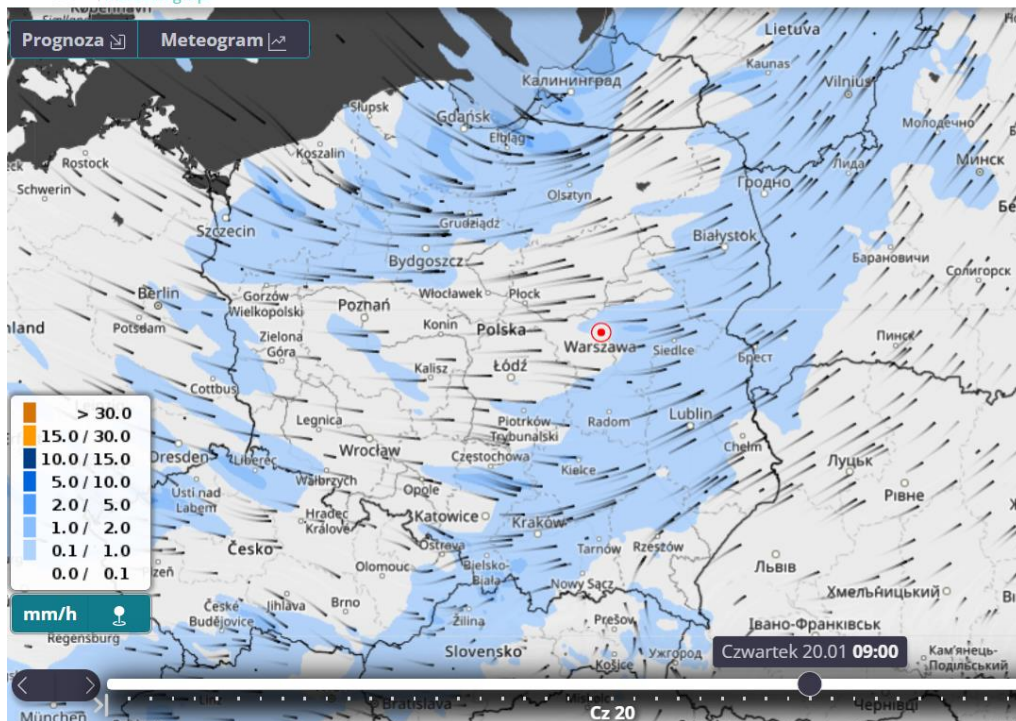 København
Prognoza
Meteogram
Lietuva
Kaunas
Калининград
Vilnius
Słupsk
Gdańsk
Elbląg
Молодечно
Koszalin
Минск
Rostock
Лида
Schwerin
Olsztyn
Гродно
Grudziądz
Szczecin
Białystok
Bydgoszcz
Барановичи
Солигорск
Berlin
Gorzów
Wielkopolski
Poznań
Włocławek
Płock
Potsdam
Konin
Polska
Warszawa
Siedlce
Пинск
Zielona
Góra
Брест
Kalisz
Łódź
Cottbus
Legnica
Piotrków
Trybunalski
Radom
Lublin
Dresden
Liberec
Wrocław
Częstochowa
Kielce
Chełm
Луцьк
Wałbrzych
Opole
Рівне
Ústí nad
Labem
Hradec
Králové
Katowice
Kraków
Česko
Ostrava
Olomouc
Bielsko-
Biała
Tarnów
Rzeszów
Львів
Nowy Sącz
Хмельницький
České
Budějovice
Jihlava
Brno
Žilina
Prešov
Івано-Франківськ
Regensburg
Slovensko
Košice
Ужгород
Кам'янець-
Подільський
> 30.0
15.0 / 30.0
10.0 / 15.0
5.0 / 10.0
2.0 / 5.0
1.0 / 2.0
0.1 / 1.0
0.0 / 0.1
mm/h
Czwartek 20.01 09:00
Linz
Bratislava
Cz 20
Чернівці
München